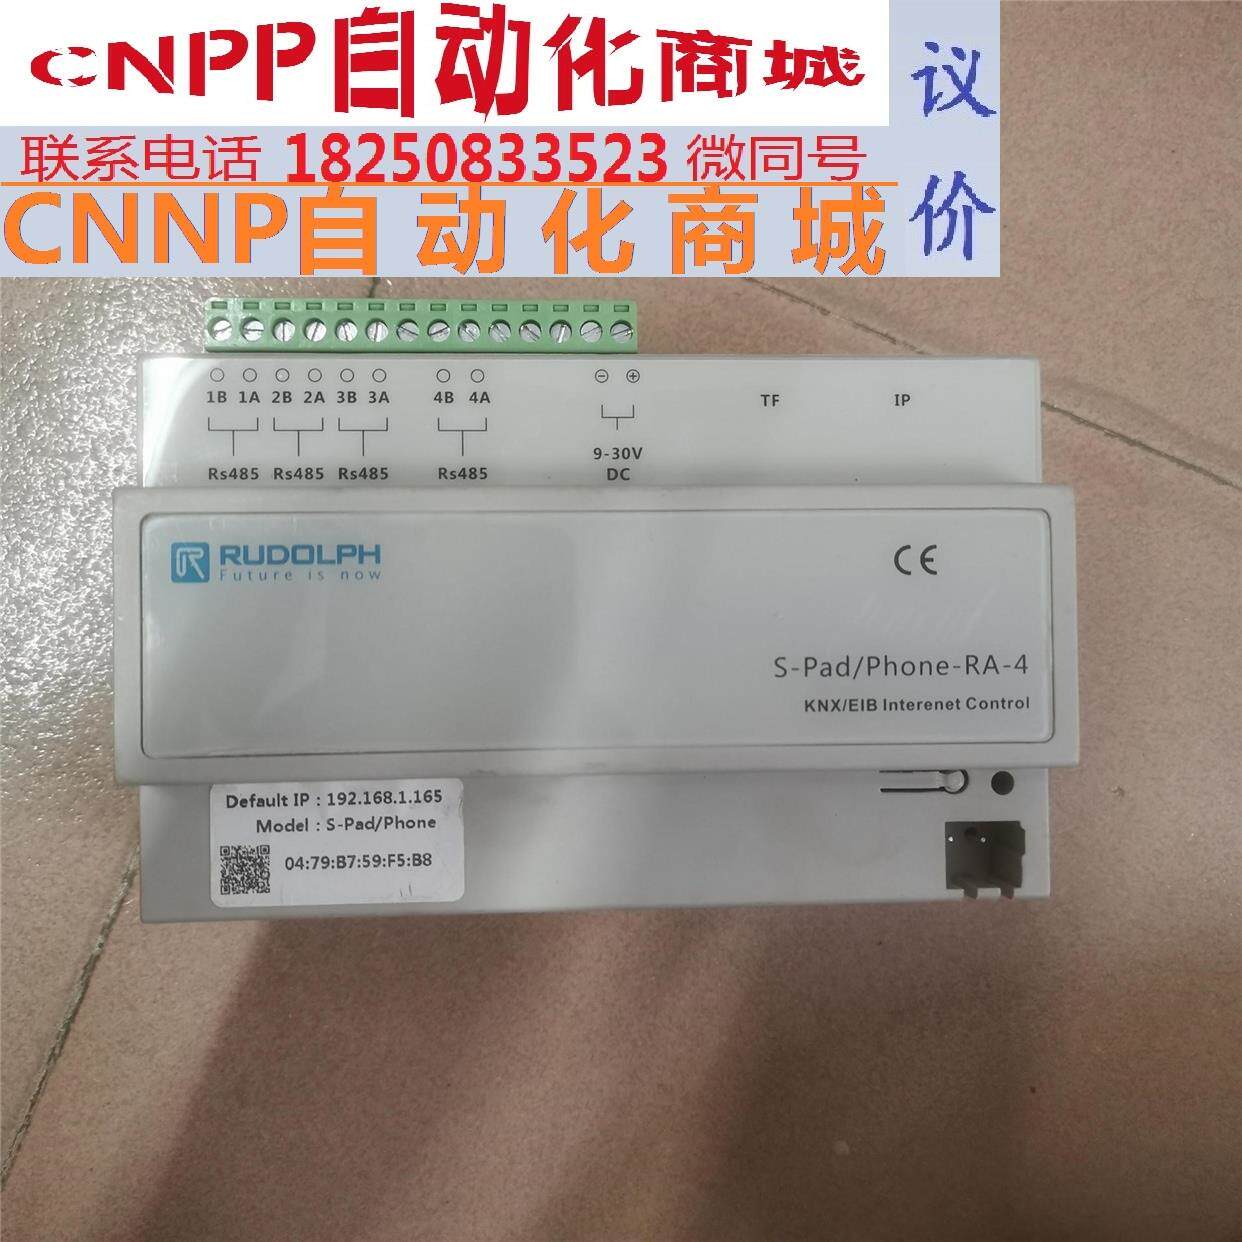 CNPP自动化商城
议价
联系电话 18250833523 微同号
CNNP自动化商城
1B 1A 2B 2A 3B 3A 4B 4A
Rs485 Rs485 Rs485 Rs485
9-30V
DC
TF
IP
RUDOLPH
Future is now
CE
S-Pad/Phone-RA-4
KNX/EIB Interenet Control
Default IP : 192.168.1.165
Model : S-Pad/Phone
04:79:B7:59:F5:B8